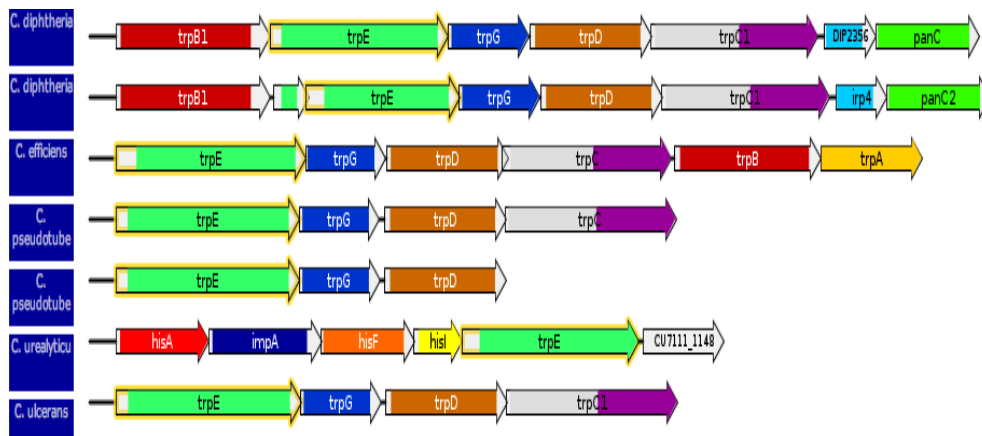 C. diphtheria
trpB1 trpE trpG trpD trpC1 DIP2356 panC
C. diphtheria
trpB1 trpE trpG trpD trpC1 irp4 panC2
C. efficiens
trpE trpG trpD trpC trpB trpA
C.
pseudotube
trpE trpG trpD trpC
C.
pseudotube
trpE trpG trpD
C. urealyticu
hisA impA hisF hisI trpE CU7111_1148
C. ulcerans
trpE trpG trpD trpC1